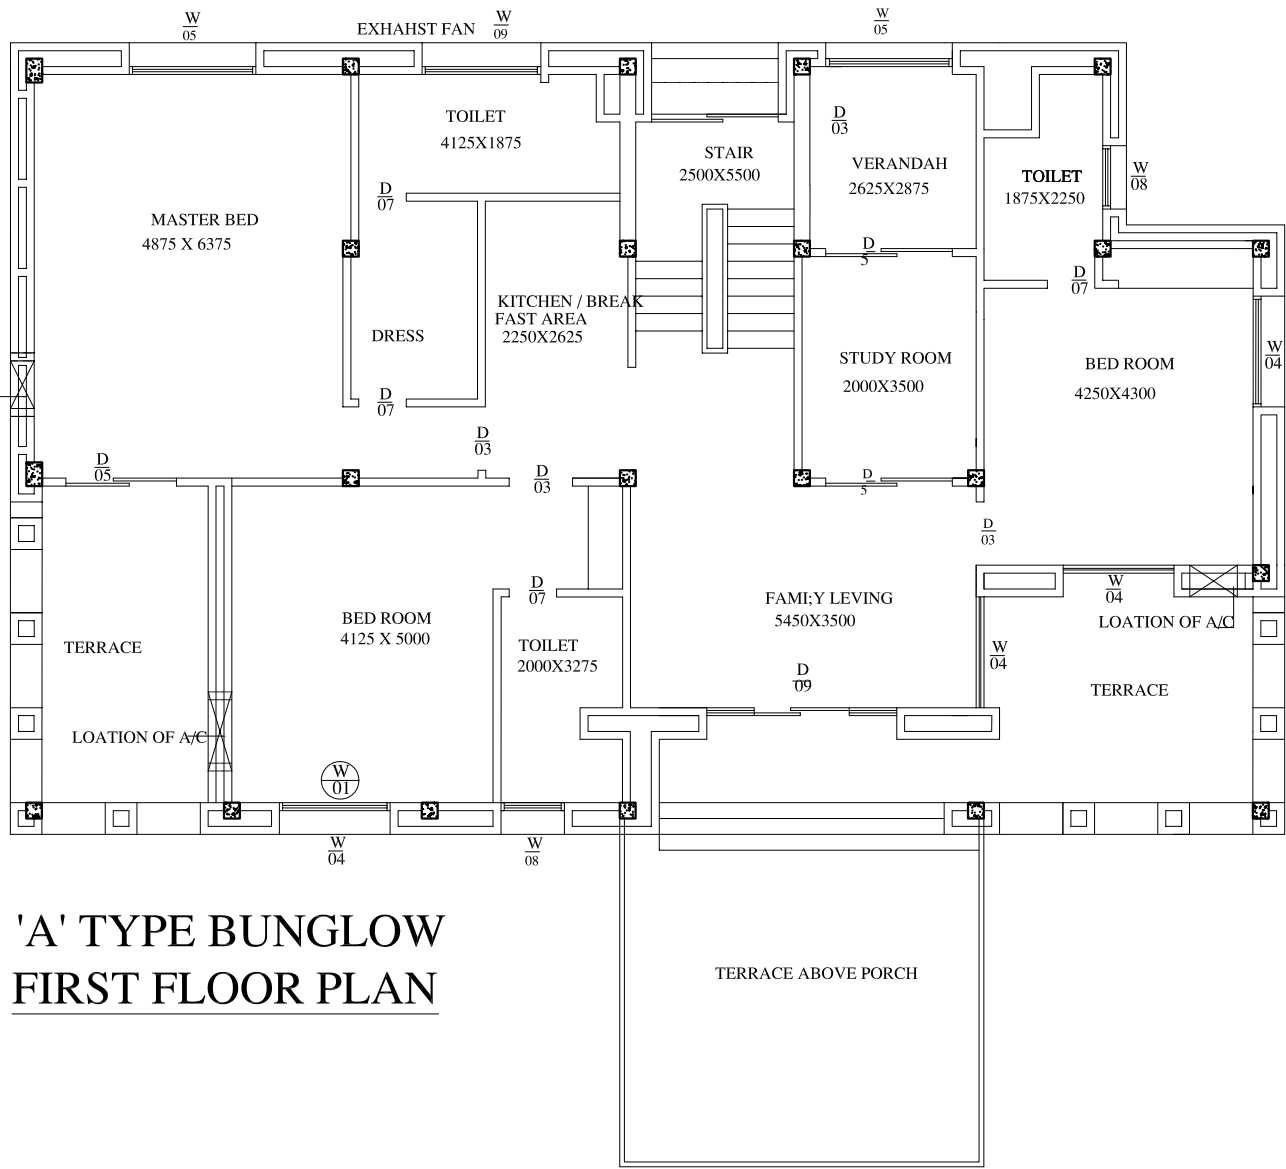 W
05
EXHAHST FAN
W
09
W
05
TOILET
4125X1875
D
03
STAIR
2500X5500
VERANDAH
2625X2875
TOILET
1875X2250
W
08
D
07
MASTER BED
4875 X 6375
D
5
D
07
KITCHEN / BREAK
FAST AREA
2250X2625
DRESS
STUDY ROOM
2000X3500
BED ROOM
4250X4300
W
04
D
07
D
03
D
05
D
03
D
5
D
03
D
07
W
04
BED ROOM
4125 X 5000
FAMI;Y LEVING
5450X3500
LOATION OF A/C
TERRACE
TOILET
2000X3275
W
04
D
09
TERRACE
LOATION OF A/C
W
01
W
04
W
08
'A' TYPE BUNGLOW
FIRST FLOOR PLAN
TERRACE ABOVE PORCH